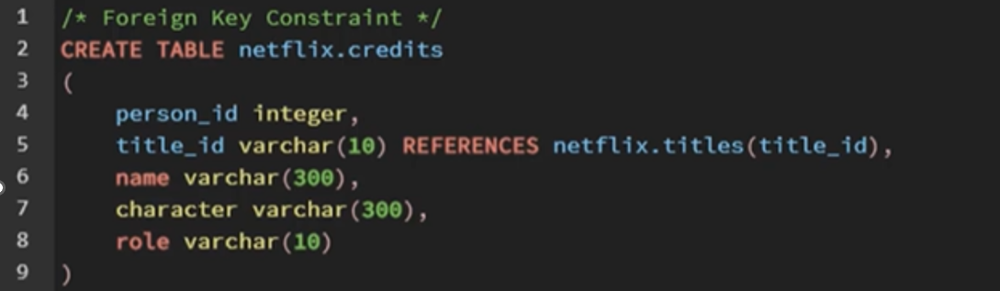 1 /* Foreign Key Constraint */
2 CREATE TABLE netflix.credits
3 (
4 person_id integer,
5 title_id varchar(10) REFERENCES netflix.titles(title_id),
6 name varchar(300),
7 character varchar(300),
8 role varchar(10)
9 )